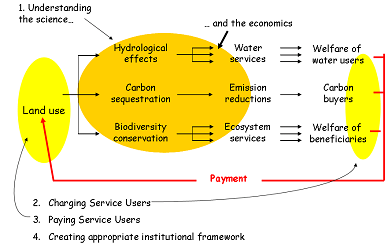 1. Understanding
the science…
… and the economics
Hydrological
effects
Water
services
Welfare of
water users
Land use
Carbon
sequestration
Emission
reductions
Carbon
buyers
Biodiversity
conservation
Ecosystem
services
Welfare of
beneficiaries
Payment
2. Charging Service Users
3. Paying Service Users
4. Creating appropriate institutional framework